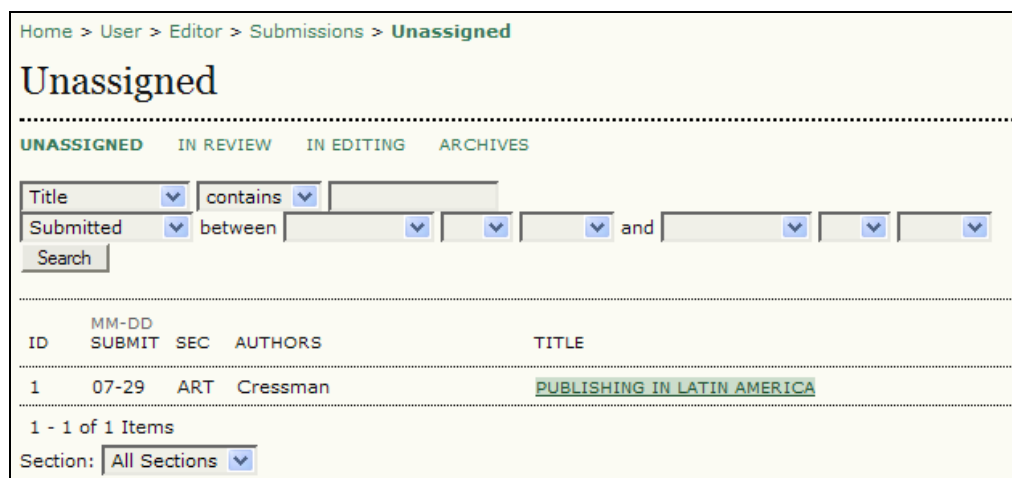 Home > User > Editor > Submissions > Unassigned
Unassigned
UNASSIGNED IN REVIEW IN EDITING ARCHIVES
Title contains
Submitted between and
Search
MM-DD
ID SUBMIT SEC AUTHORS TITLE
1 07-29 ART Cressman PUBLISHING IN LATIN AMERICA
1 - 1 of 1 Items
Section: All Sections